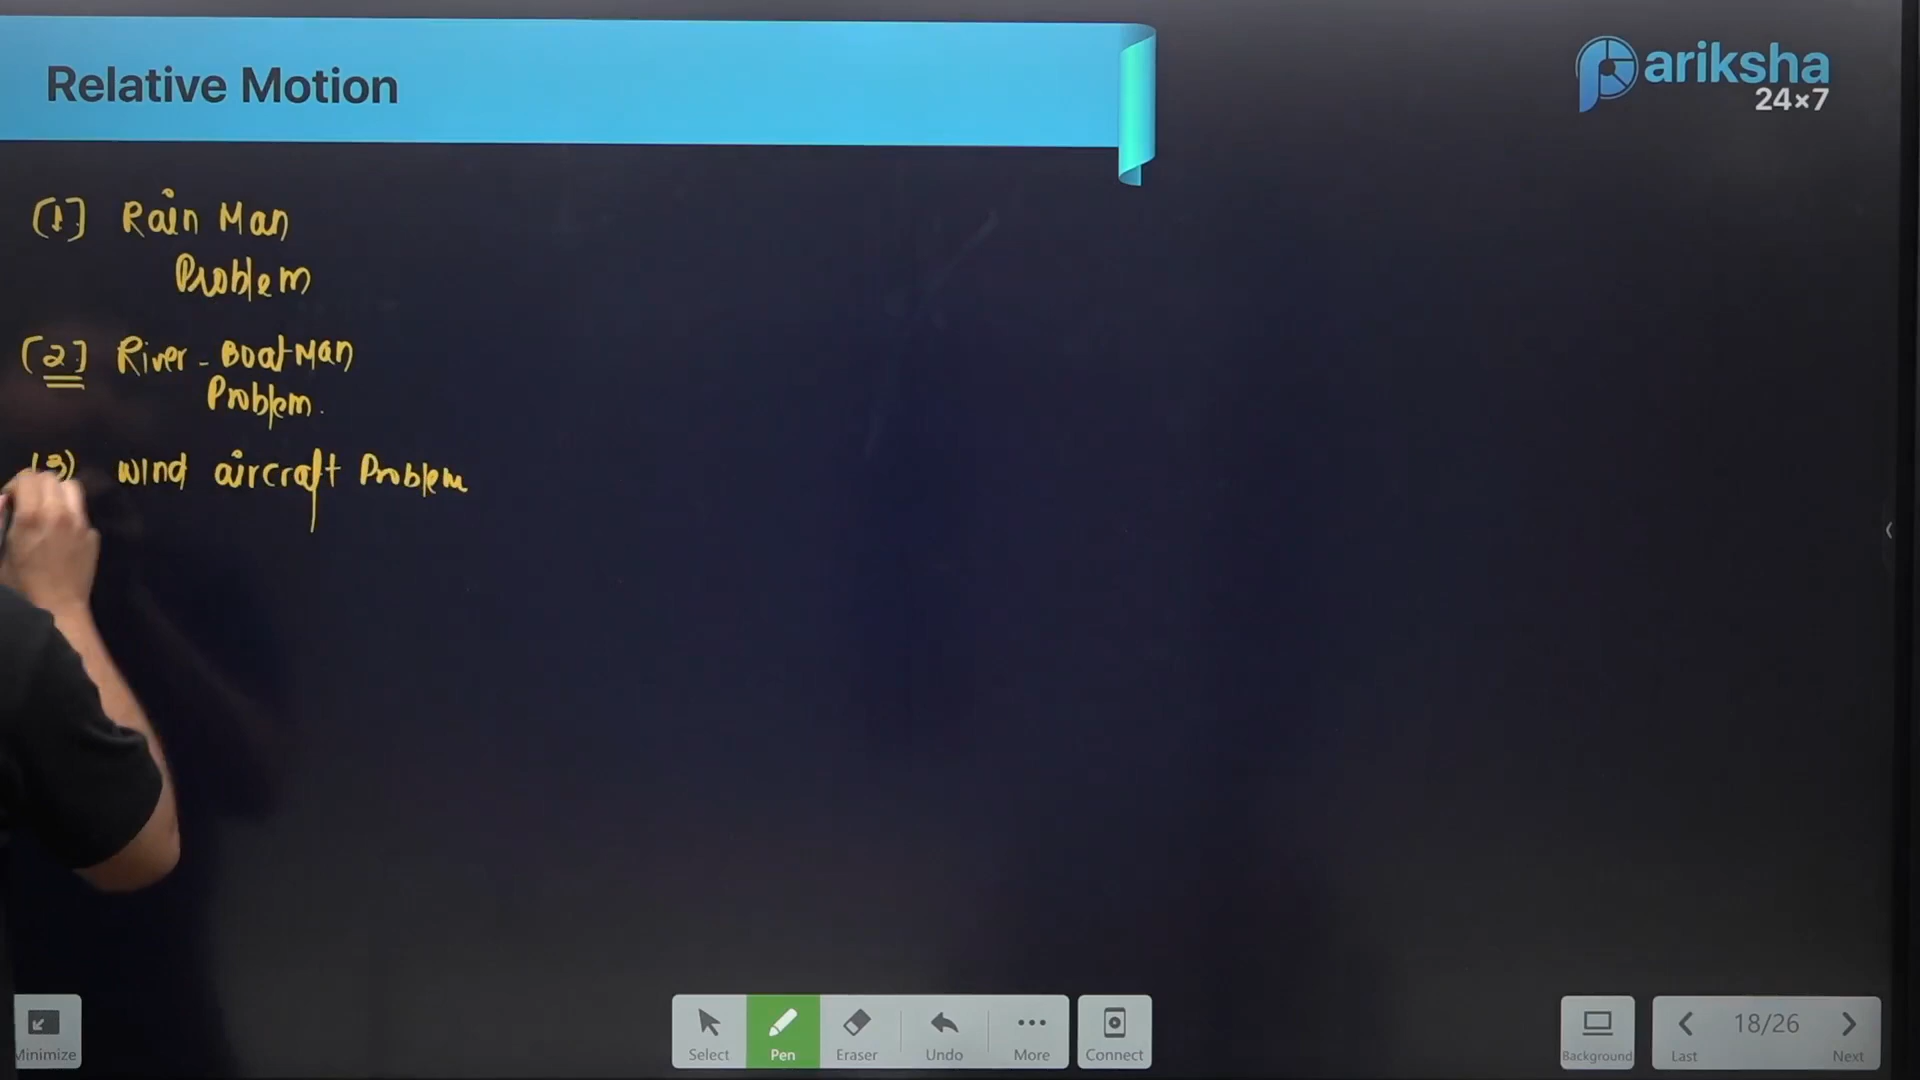 Relative Motion
Pariksha
24×7
(1) Rain Man
Problem
(2) River - Boat Man
Problem.
(3) wind aircraft Problem
Minimize
Select
Pen
Eraser
Undo
More
Connect
Background
18/26
Last
Next